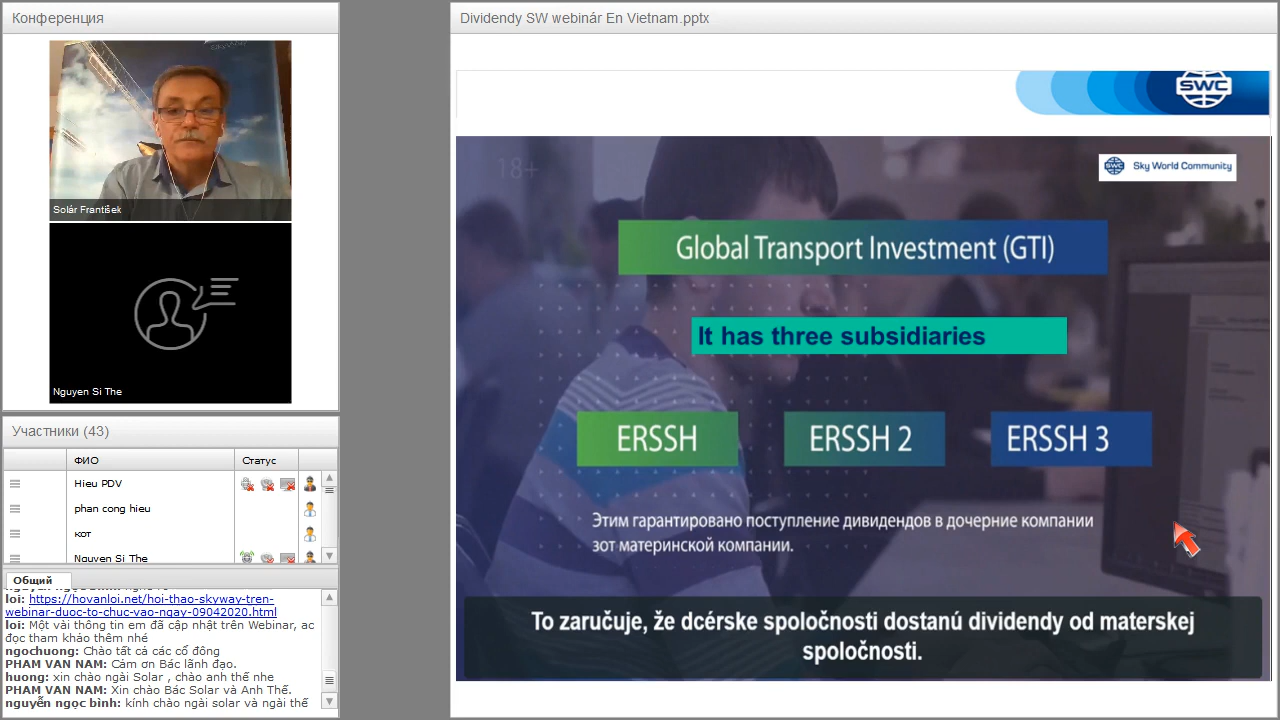 Конференция
Solár František
Nguyen Si The
Участники (43)
ФИО
Статус
Hieu PDV
phan cong hieu
кот
Nguyen Si The
Общий
loi: https://hovanloi.net/hoi-thao-skyway-tren-
webinar-duoc-to-chuc-vao-ngay-09042020.html
loi: Một vài thông tin em đã cập nhật trên Webinar, ac
đọc tham khảo thêm nhé
ngochuong: Chào tất cả các cổ đông
PHAM VAN NAM: Cám ơn Bác lãnh đạo.
huong: xin chào ngài Solar , chào anh thế nhe
PHAM VAN NAM: Xin chào Bác Solar và Anh Thế.
nguyễn ngọc bình: kính chào ngài solar và ngài thế
Dividendy SW webinár En Vietnam.pptx
SWC
18+
SWC Sky World Community
Global Transport Investment (GTI)
It has three subsidiaries
ERSSH
ERSSH 2
ERSSH 3
Этим гарантировано поступление дивидендов в дочерние компании
зот материнской компании.
To zaručuje, že dcérske spoločnosti dostanú dividendy od materskej
spoločnosti.